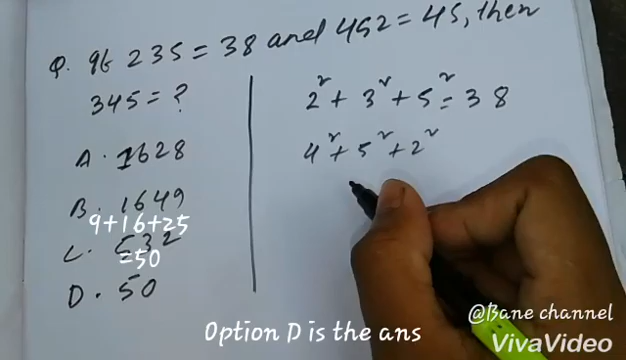 Q. If 235 = 38 and 452 = 45, then
345 = ?
A. 1628
B. 1649
C. 532
D. 50
2² + 3² + 5² = 38
4² + 5² + 2²
9+16+25
=50
Option D is the ans
@Bane channel
VivaVideo